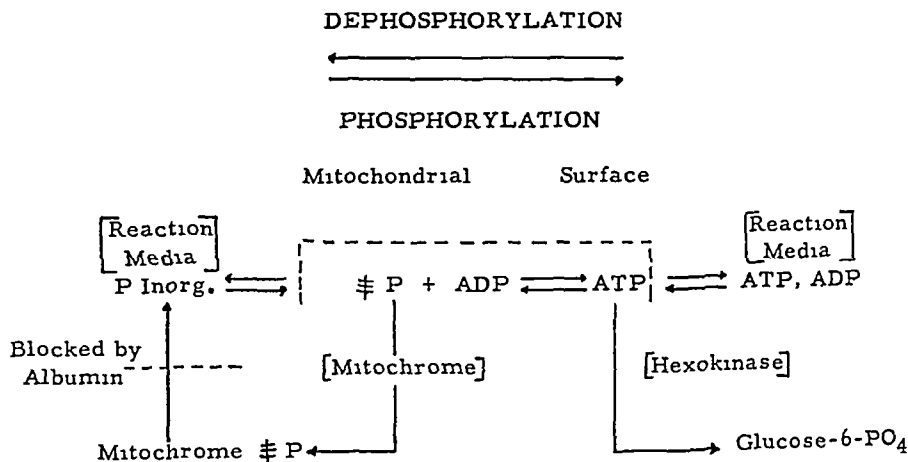 DEPHOSPHORYLATION
PHOSPHORYLATION
Mitochondrial Surface
[Reaction Media]
P Inorg.
⧧ P + ADP
ATP
[Reaction Media]
ATP, ADP
Blocked by
Albumin
[Mitochrome]
[Hexokinase]
Mitochrome ⧧ P
Glucose-6-PO4